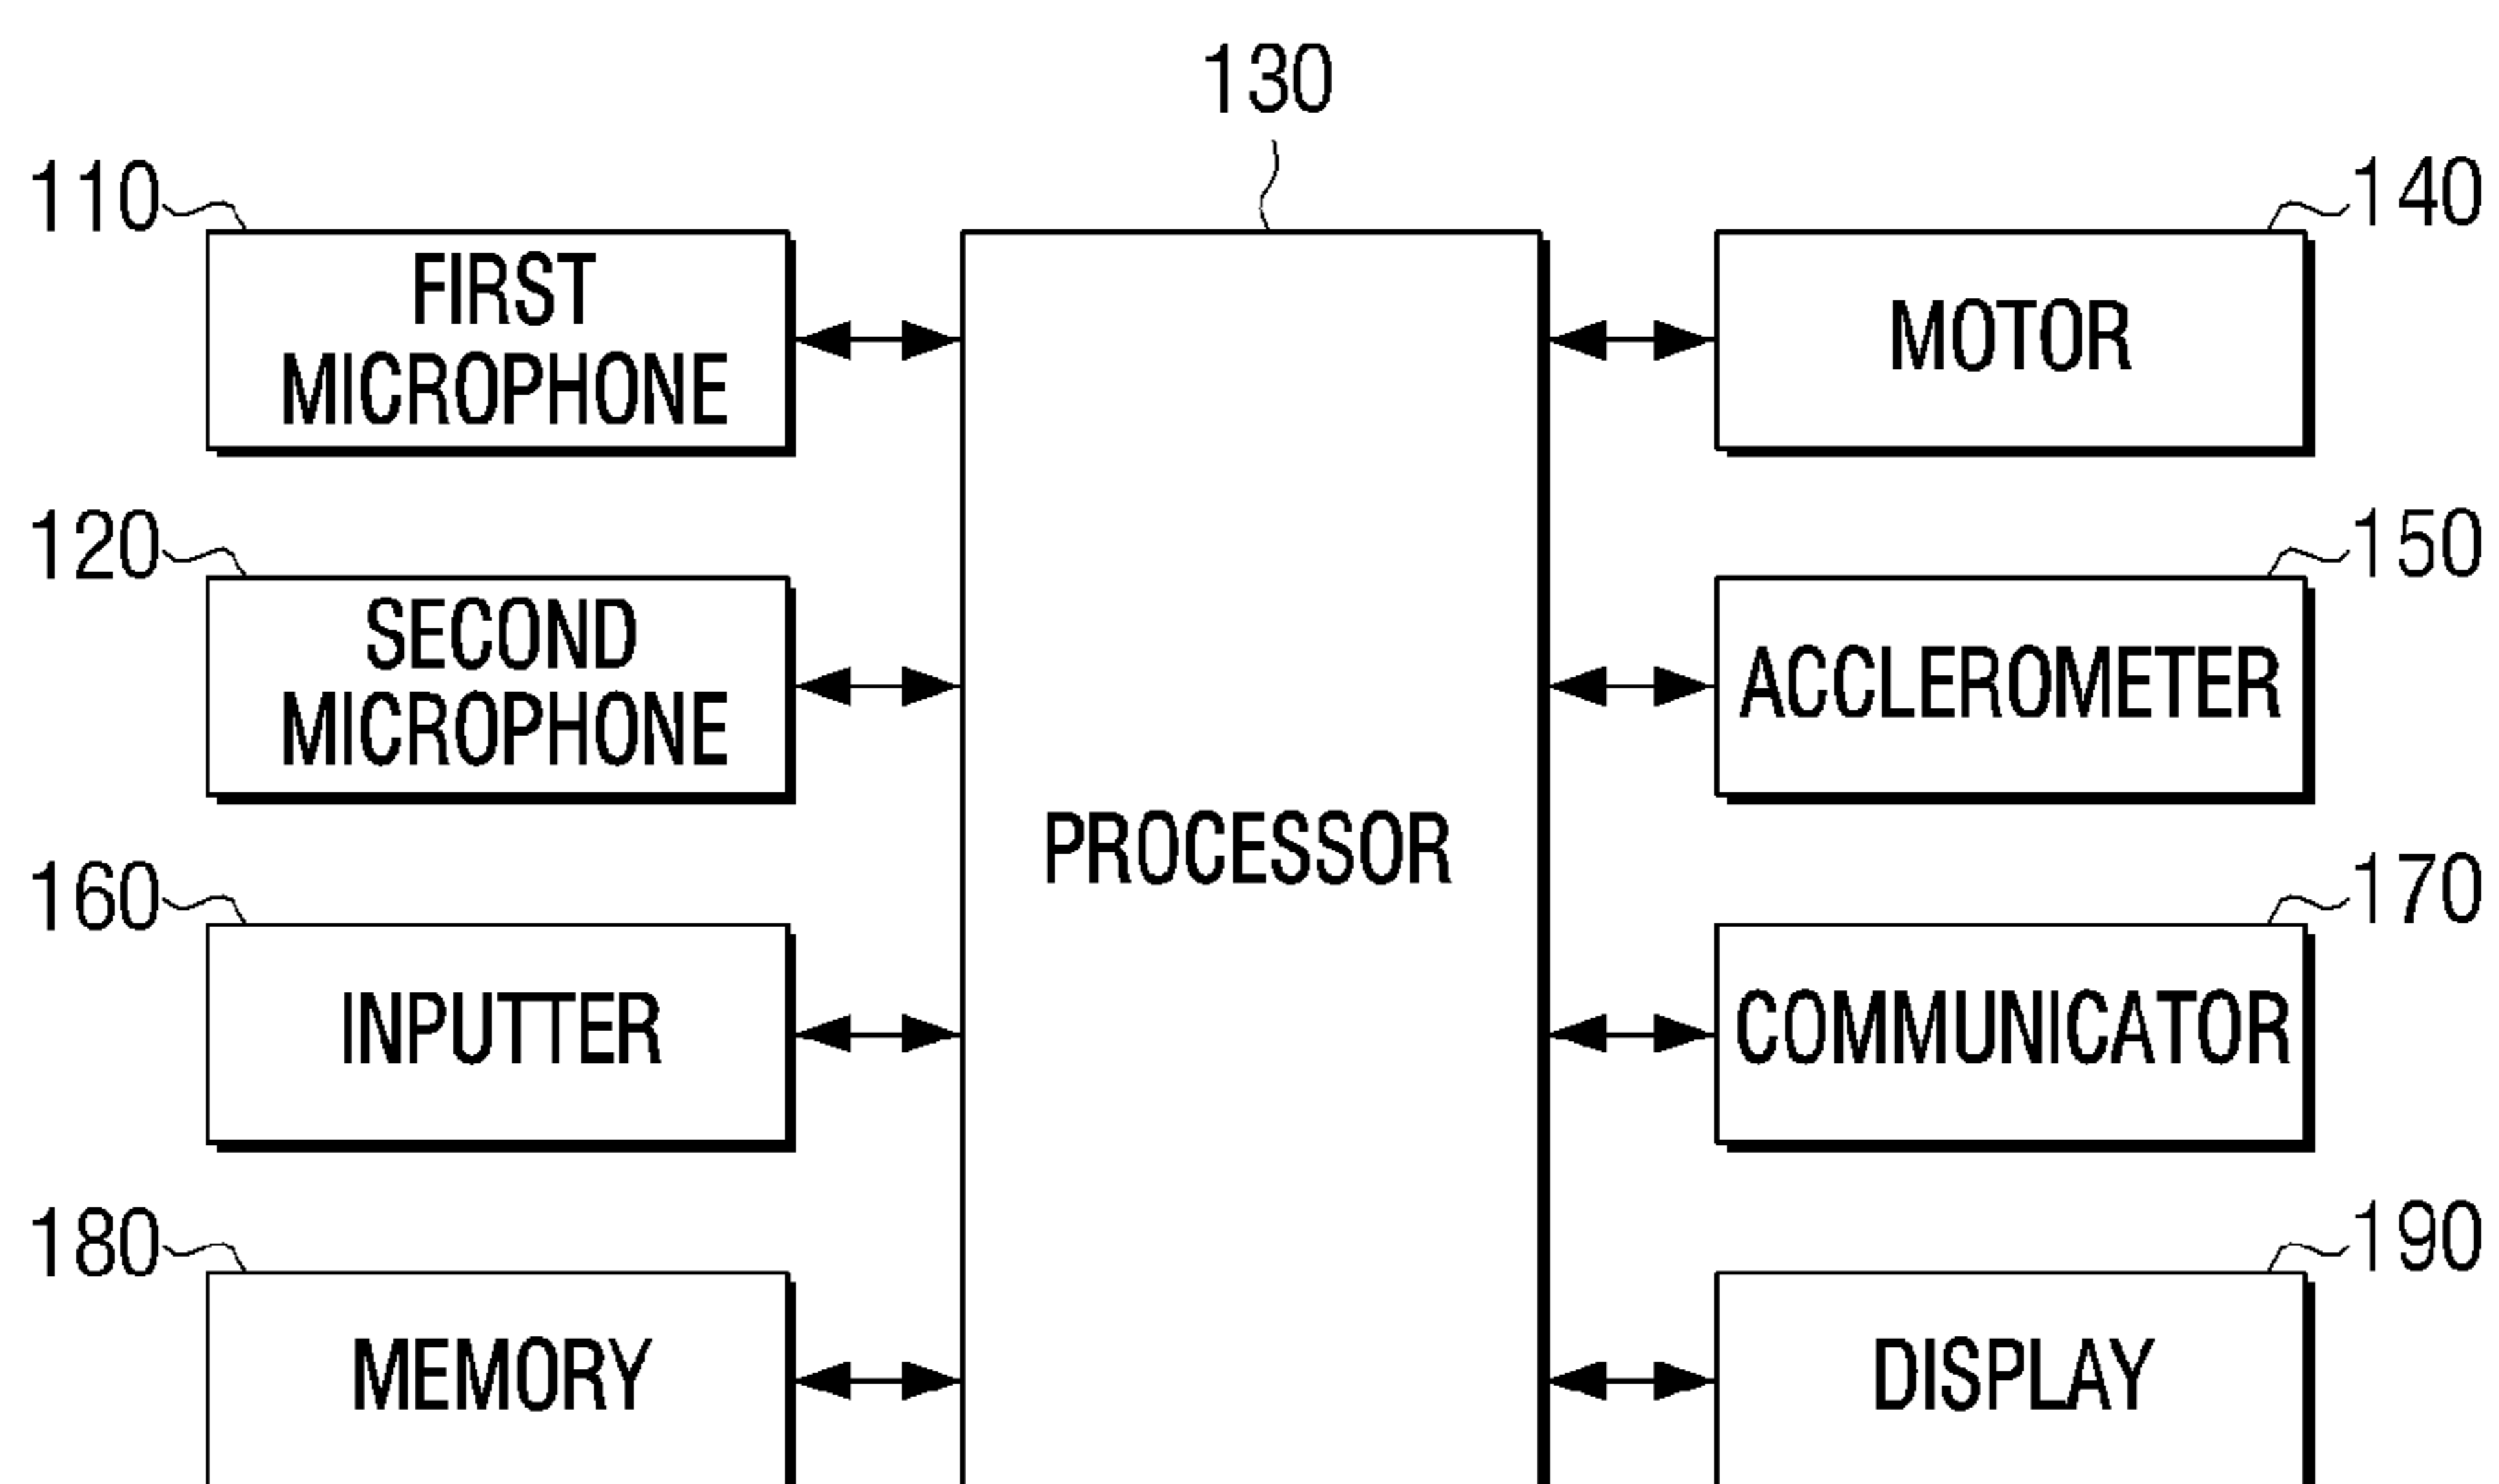 130
110
140
FIRST
MICROPHONE
MOTOR
120
150
SECOND
MICROPHONE
ACCLEROMETER
PROCESSOR
160
170
INPUTTER
COMMUNICATOR
180
190
MEMORY
DISPLAY